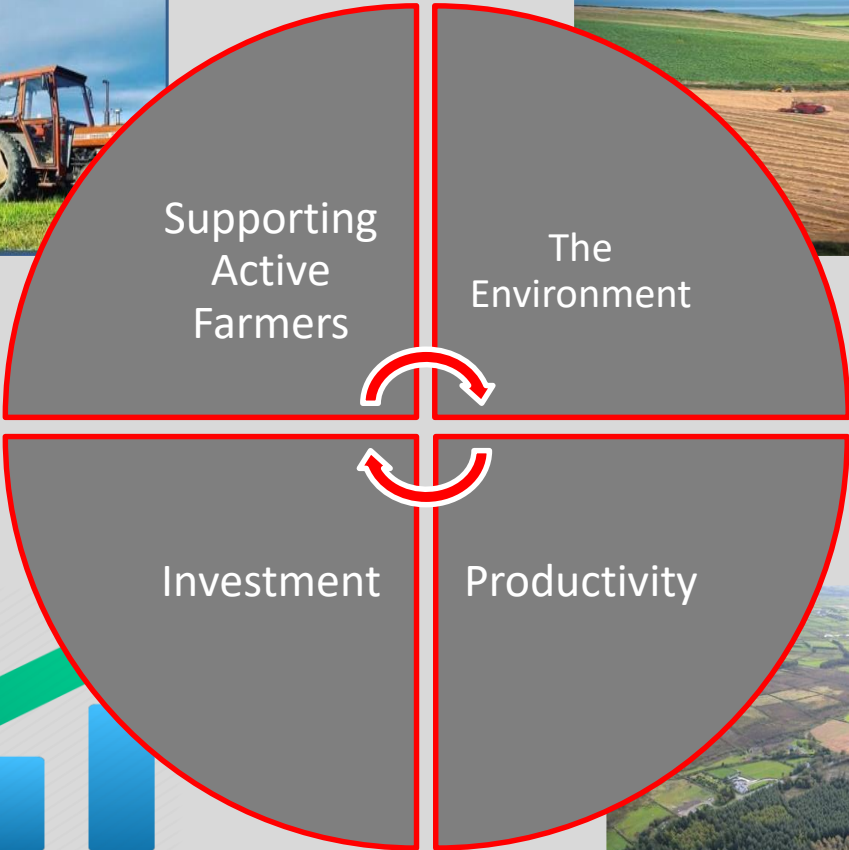 Supporting
Active
Farmers
The
Environment
Investment
Productivity